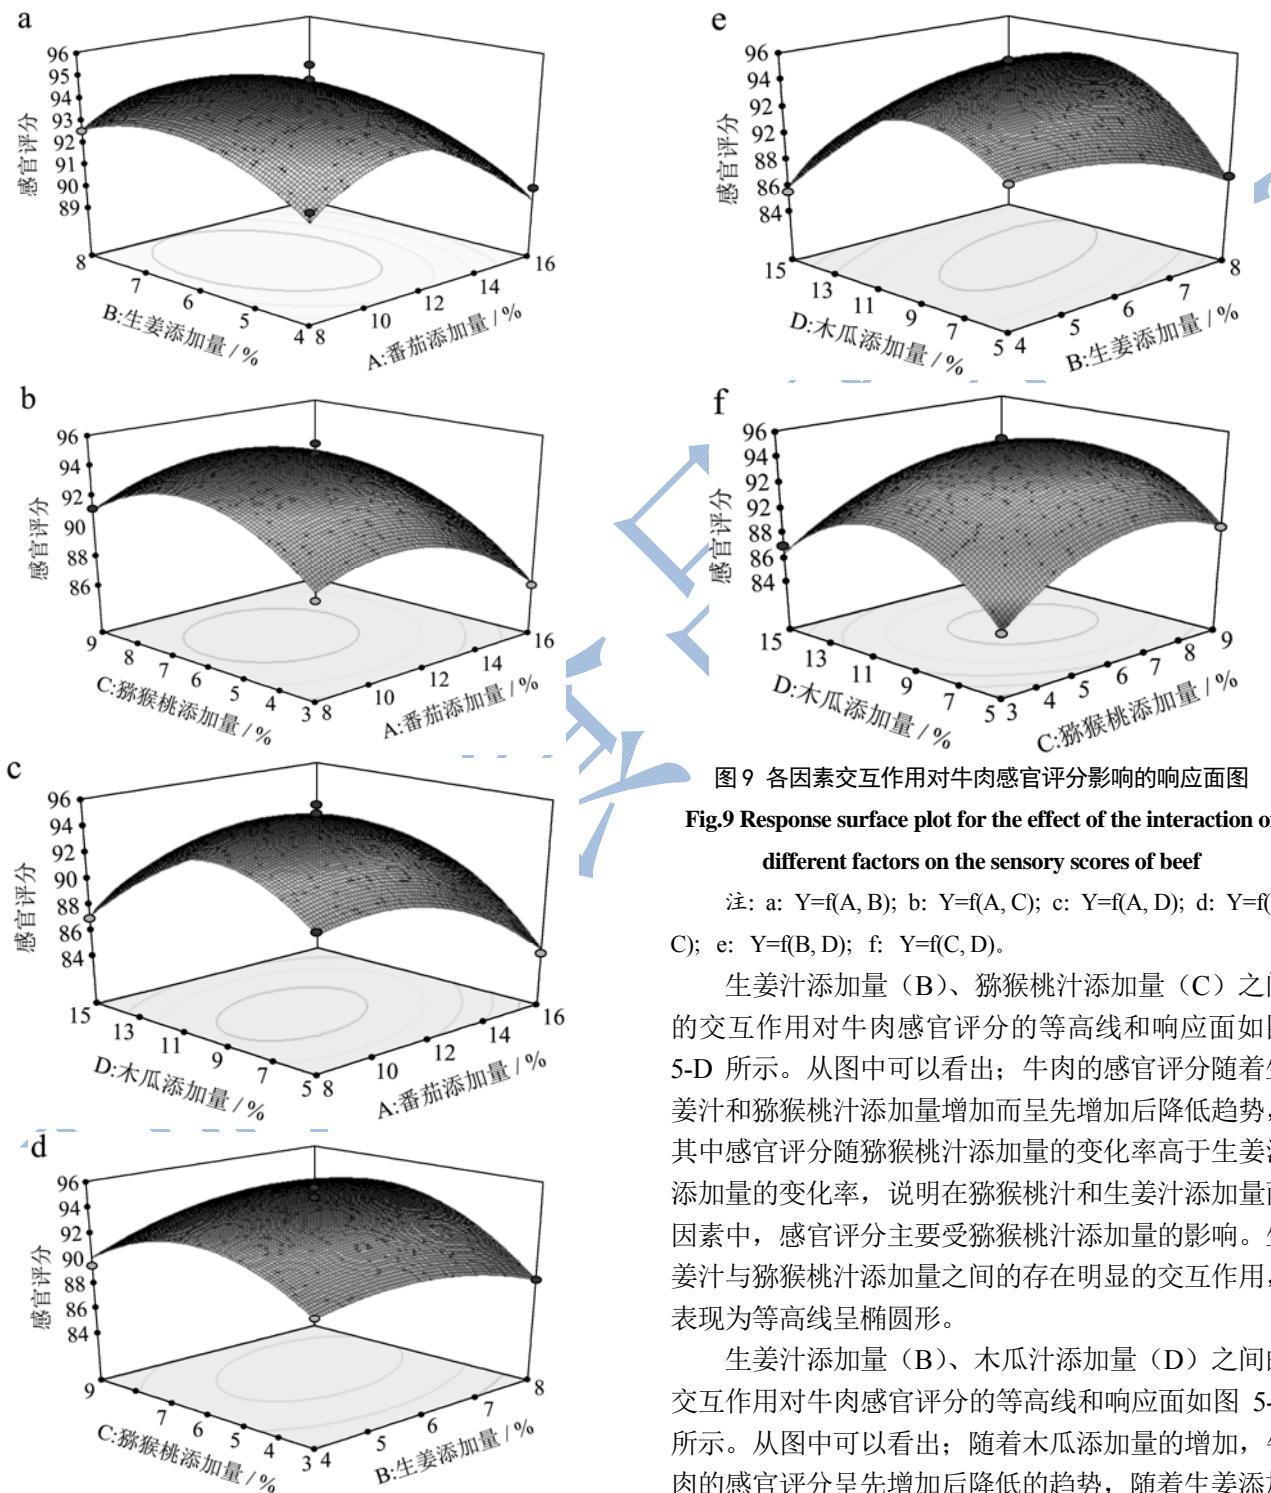 a
96
95
94
93
92
91
90
89
感官评分
8
7
6
5
4
8
10
12
14
16
B:生姜添加量 / %
A:番茄添加量 / %
b
96
94
92
90
88
86
感官评分
9
8
7
6
5
4
3
8
10
12
14
16
C:猕猴桃添加量 / %
A:番茄添加量 / %
c
96
94
92
90
88
86
84
感官评分
15
13
11
9
7
5
8
10
12
14
16
D:木瓜添加量 / %
A:番茄添加量 / %
d
96
94
92
90
88
86
84
感官评分
9
7
6
5
4
3
4
5
6
7
8
C:猕猴桃添加量 / %
B:生姜添加量 / %
e
96
94
92
92
88
86
84
感官评分
15
13
11
9
7
5
4
5
6
7
8
D:木瓜添加量 / %
B:生姜添加量 / %
f
96
94
92
92
88
86
84
感官评分
15
13
11
9
7
5
3
4
5
6
7
8
9
D:木瓜添加量 / %
C:猕猴桃添加量 / %
图 9 各因素交互作用对牛肉感官评分影响的响应面图
Fig.9 Response surface plot for the effect of the interaction
different factors on the sensory scores of beef
注: a: Y=f(A, B); b: Y=f(A, C); c: Y=f(A, D); d: Y=f(
C); e: Y=f(B, D); f: Y=f(C, D)。
生姜汁添加量（B）、猕猴桃汁添加量（C）之间
的交互作用对牛肉感官评分的等高线和响应面如
5-D 所示。从图中可以看出；牛肉的感官评分随着
姜汁和猕猴桃汁添加量增加而呈先增加后降低趋势，
其中感官评分随猕猴桃汁添加量的变化率高于生姜
添加量的变化率，说明在猕猴桃汁和生姜汁添加量
因素中，感官评分主要受猕猴桃汁添加量的影响。
姜汁与猕猴桃汁添加量之间的存在明显的交互作用，
表现为等高线呈椭圆形。
生姜汁添加量（B）、木瓜汁添加量（D）之间
交互作用对牛肉感官评分的等高线和响应面如图 5-
所示。从图中可以看出；随着木瓜添加量的增加，
肉的感官评分呈先增加后降低的趋势，随着生姜添加